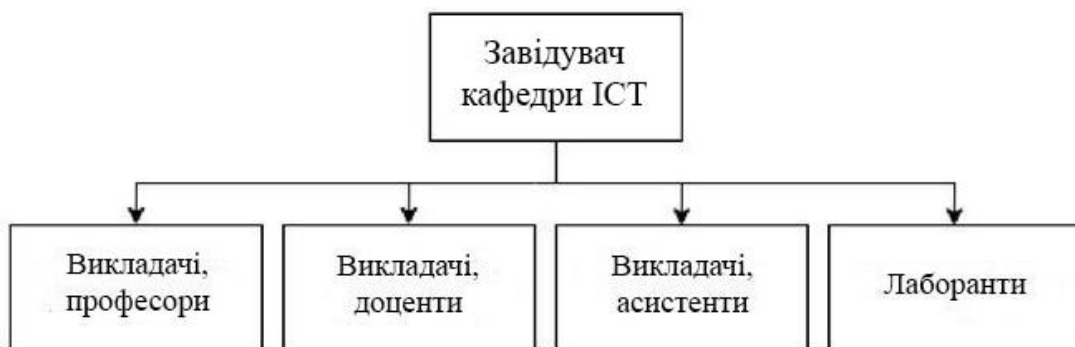 Завідувач
кафедри ІСТ
Викладачі,
професори
Викладачі,
доценти
Викладачі,
асистенти
Лаборанти